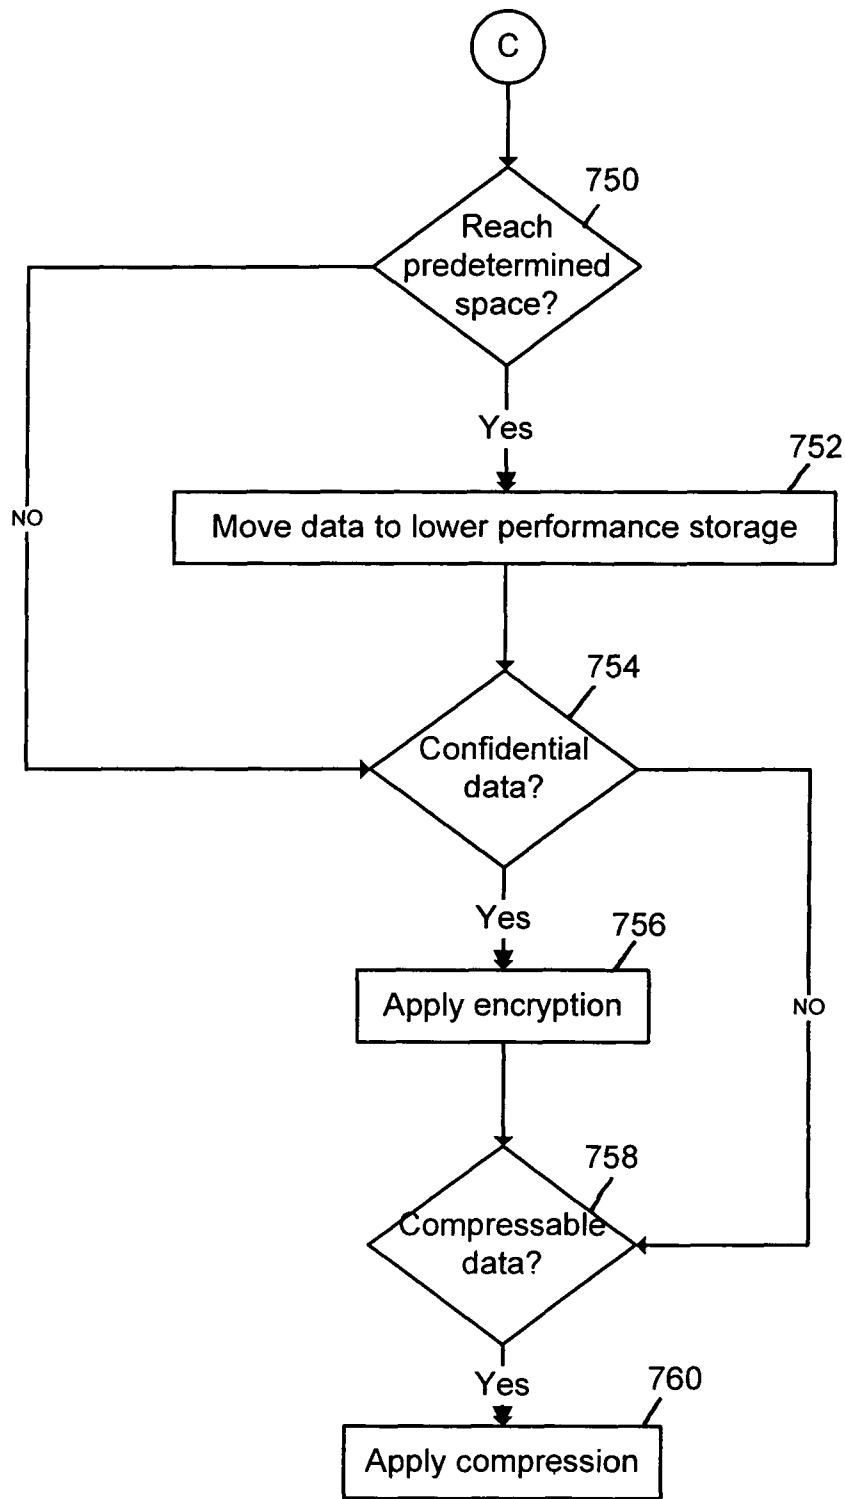 C
750
Reach
predetermined
space?
Yes
752
Move data to lower performance storage
NO
754
Confidential
data?
Yes
756
Apply encryption
NO
758
Compressable
data?
Yes
760
Apply compression